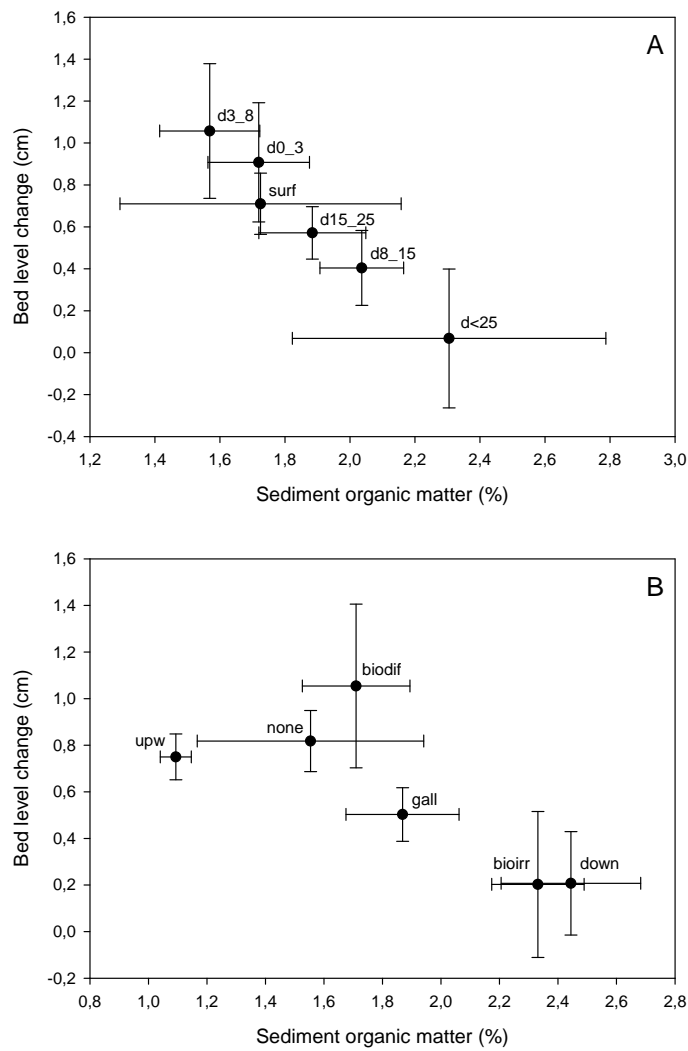 A
1,6
1,4
1,2
1,0
0,8
0,6
0,4
0,2
0,0
-0,2
-0,4
Bed level change (cm)
d3_8
d0_3
surf
d15_25
d8_15
d<25
1,2 1,4 1,6 1,8 2,0 2,2 2,4 2,6 2,8 3,0
Sediment organic matter (%)
B
1,6
1,4
1,2
1,0
0,8
0,6
0,4
0,2
0,0
-0,2
Bed level change (cm)
biodif
none
upw
gall
bioirr down
0,8 1,0 1,2 1,4 1,6 1,8 2,0 2,2 2,4 2,6 2,8
Sediment organic matter (%)